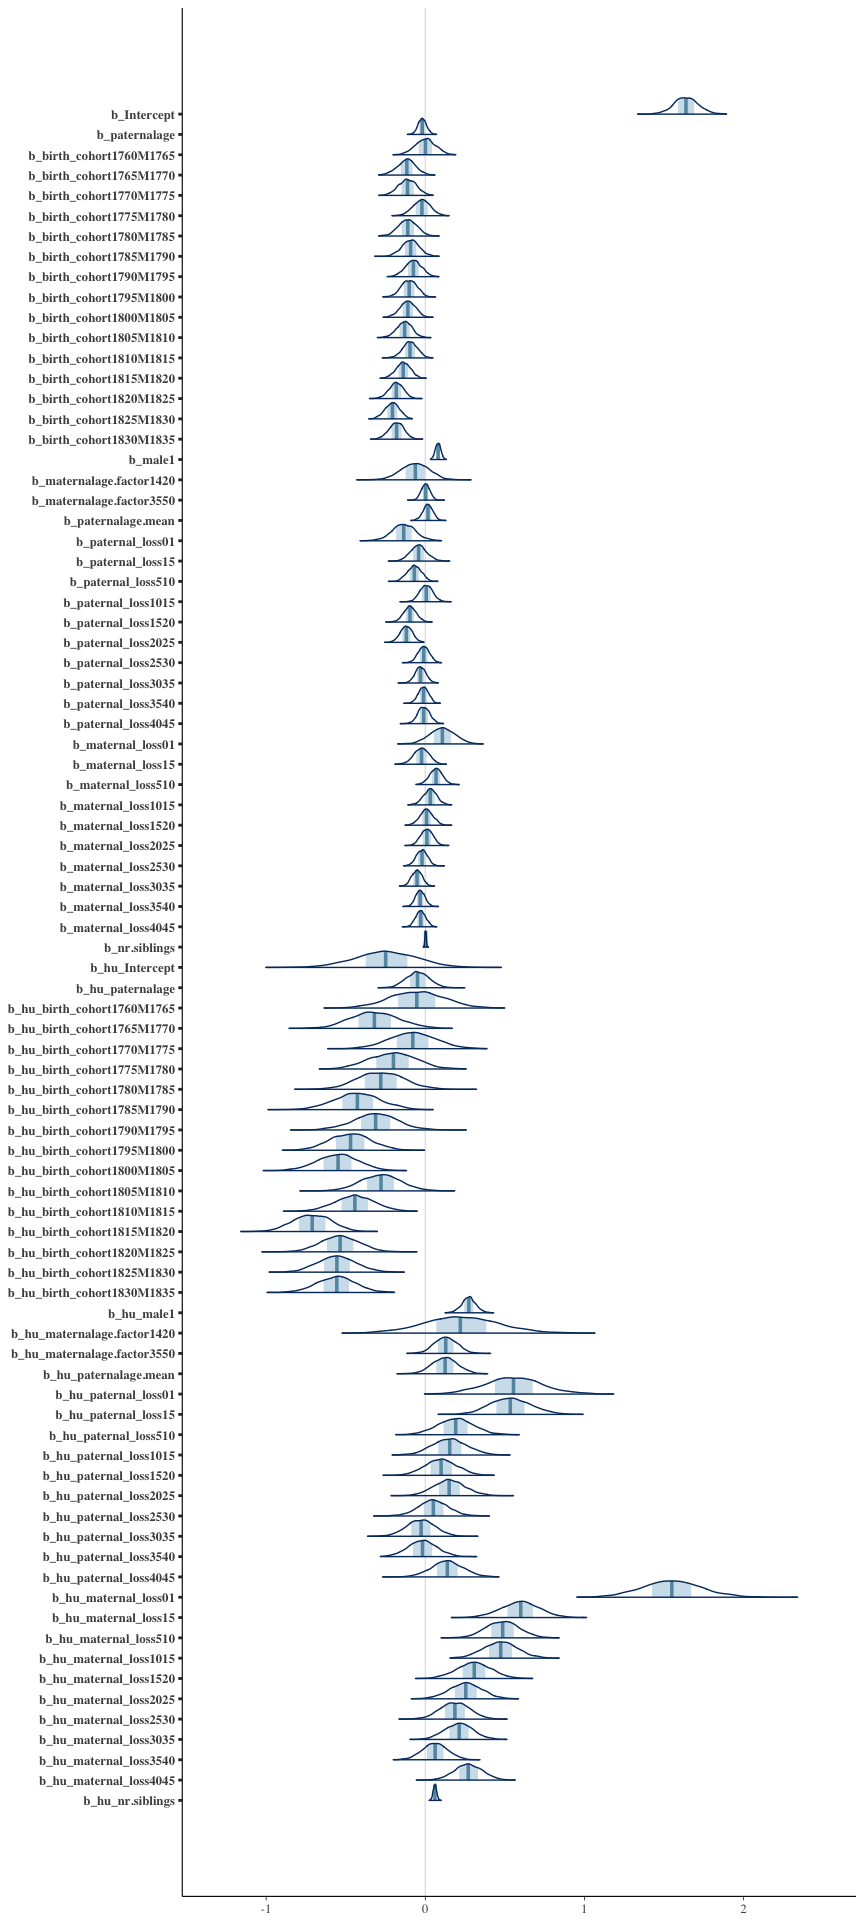 b_Intercept
b_paternalage
b_birth_cohort1760M1765
b_birth_cohort1765M1770
b_birth_cohort1770M1775
b_birth_cohort1775M1780
b_birth_cohort1780M1785
b_birth_cohort1785M1790
b_birth_cohort1790M1795
b_birth_cohort1795M1800
b_birth_cohort1800M1805
b_birth_cohort1805M1810
b_birth_cohort1810M1815
b_birth_cohort1815M1820
b_birth_cohort1820M1825
b_birth_cohort1825M1830
b_birth_cohort1830M1835
b_male1
b_maternalage.factor1420
b_maternalage.factor3550
b_paternalage.mean
b_paternal_loss01
b_paternal_loss15
b_paternal_loss510
b_paternal_loss1015
b_paternal_loss1520
b_paternal_loss2025
b_paternal_loss2530
b_paternal_loss3035
b_paternal_loss3540
b_paternal_loss4045
b_maternal_loss01
b_maternal_loss15
b_maternal_loss510
b_maternal_loss1015
b_maternal_loss1520
b_maternal_loss2025
b_maternal_loss2530
b_maternal_loss3035
b_maternal_loss3540
b_maternal_loss4045
b_nr.siblings
b_hu_Intercept
b_hu_paternalage
b_hu_birth_cohort1760M1765
b_hu_birth_cohort1765M1770
b_hu_birth_cohort1770M1775
b_hu_birth_cohort1775M1780
b_hu_birth_cohort1780M1785
b_hu_birth_cohort1785M1790
b_hu_birth_cohort1790M1795
b_hu_birth_cohort1795M1800
b_hu_birth_cohort1800M1805
b_hu_birth_cohort1805M1810
b_hu_birth_cohort1810M1815
b_hu_birth_cohort1815M1820
b_hu_birth_cohort1820M1825
b_hu_birth_cohort1825M1830
b_hu_birth_cohort1830M1835
b_hu_male1
b_hu_maternalage.factor1420
b_hu_maternalage.factor3550
b_hu_paternalage.mean
b_hu_paternal_loss01
b_hu_paternal_loss15
b_hu_paternal_loss510
b_hu_paternal_loss1015
b_hu_paternal_loss1520
b_hu_paternal_loss2025
b_hu_paternal_loss2530
b_hu_paternal_loss3035
b_hu_paternal_loss3540
b_hu_paternal_loss4045
b_hu_maternal_loss01
b_hu_maternal_loss15
b_hu_maternal_loss510
b_hu_maternal_loss1015
b_hu_maternal_loss1520
b_hu_maternal_loss2025
b_hu_maternal_loss2530
b_hu_maternal_loss3035
b_hu_maternal_loss3540
b_hu_maternal_loss4045
b_hu_nr.siblings
-1 0 1 2